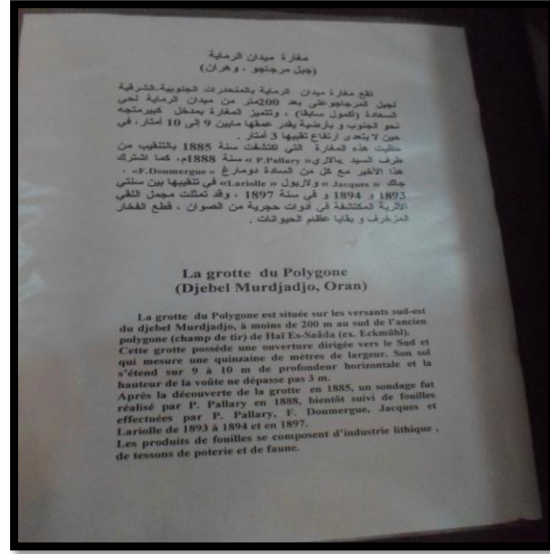 مغارة ميدان الرماية
(جبل مرجاجو ، وهران)
تقع مغارة ميدان الرماية بالمنحدرات الجنوبية-الشرقية
لجبل المرجاجو على بعد 200متر من ميدان الرماية لحي
السعادة (أكمول سابقا) ، وتتميز المغارة بمدخل كبير متجه
نحو الجنوب و بأرضية يقدر عمقها مابين 9 إلى 10 أمتار، في
حين لا يتعدى ارتفاع تقببها 3 أمتار .
حظيت هذه المغارة التي اكتشفت سنة 1885 بالتنقيب من
طرف السيد بالاري« P.Pallary » سنة 1888م، كما اشترك
هذا الأخير مع كل من السادة دومارغ« F.Doumergue» ،
جاك « Jacques » ولاريول «Lariolle» في تنقيبها بين سنتي
1893 و 1894 و في سنة 1897 ، وقد تمثلت مجمل اللقى
الأثرية المكتشفة في أدوات حجرية من الصوان ، قطع الفخار
المزخرف و بقايا عظام الحيوانات .
La grotte du Polygone
(Djebel Murdjadjo, Oran)
La grotte du Polygone est située sur les versants sud-est
du djebel Murdjadjo, à moins de 200 m au sud de l'ancien
polygone (champ de tir) de Haï Es-Saâda (ex. Eckmühl).
Cette grotte possède une ouverture dirigée vers le Sud et
qui mesure une quinzaine de mètres de largeur. Son sol
s'étend sur 9 à 10 m de profondeur horizontale et la
hauteur de la voûte ne dépasse pas 3 m.
Après la découverte de la grotte en 1885, un sondage fut
réalisé par P. Pallary en 1888, bientôt suivi de fouilles
effectuées par P. Pallary, F. Doumergue, Jacques et
Lariolle de 1893 à 1894 et en 1897.
Les produits de fouilles se composent d'industrie lithique ,
de tessons de poterie et de faune.